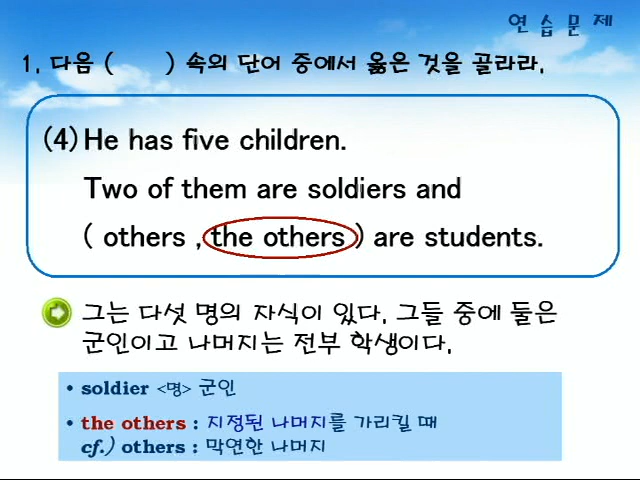 연 습 문 제
1. 다음 (      ) 속의 단어 중에서 옳은 것을 골라라.
(4) He has five children.
Two of them are soldiers and
( others , the others ) are students.
그는 다섯 명의 자식이 있다. 그들 중에 둘은
군인이고 나머지는 전부 학생이다.
• soldier <명> 군인
• the others : 지정된 나머지를 가리킬 때
cf.) others : 막연한 나머지